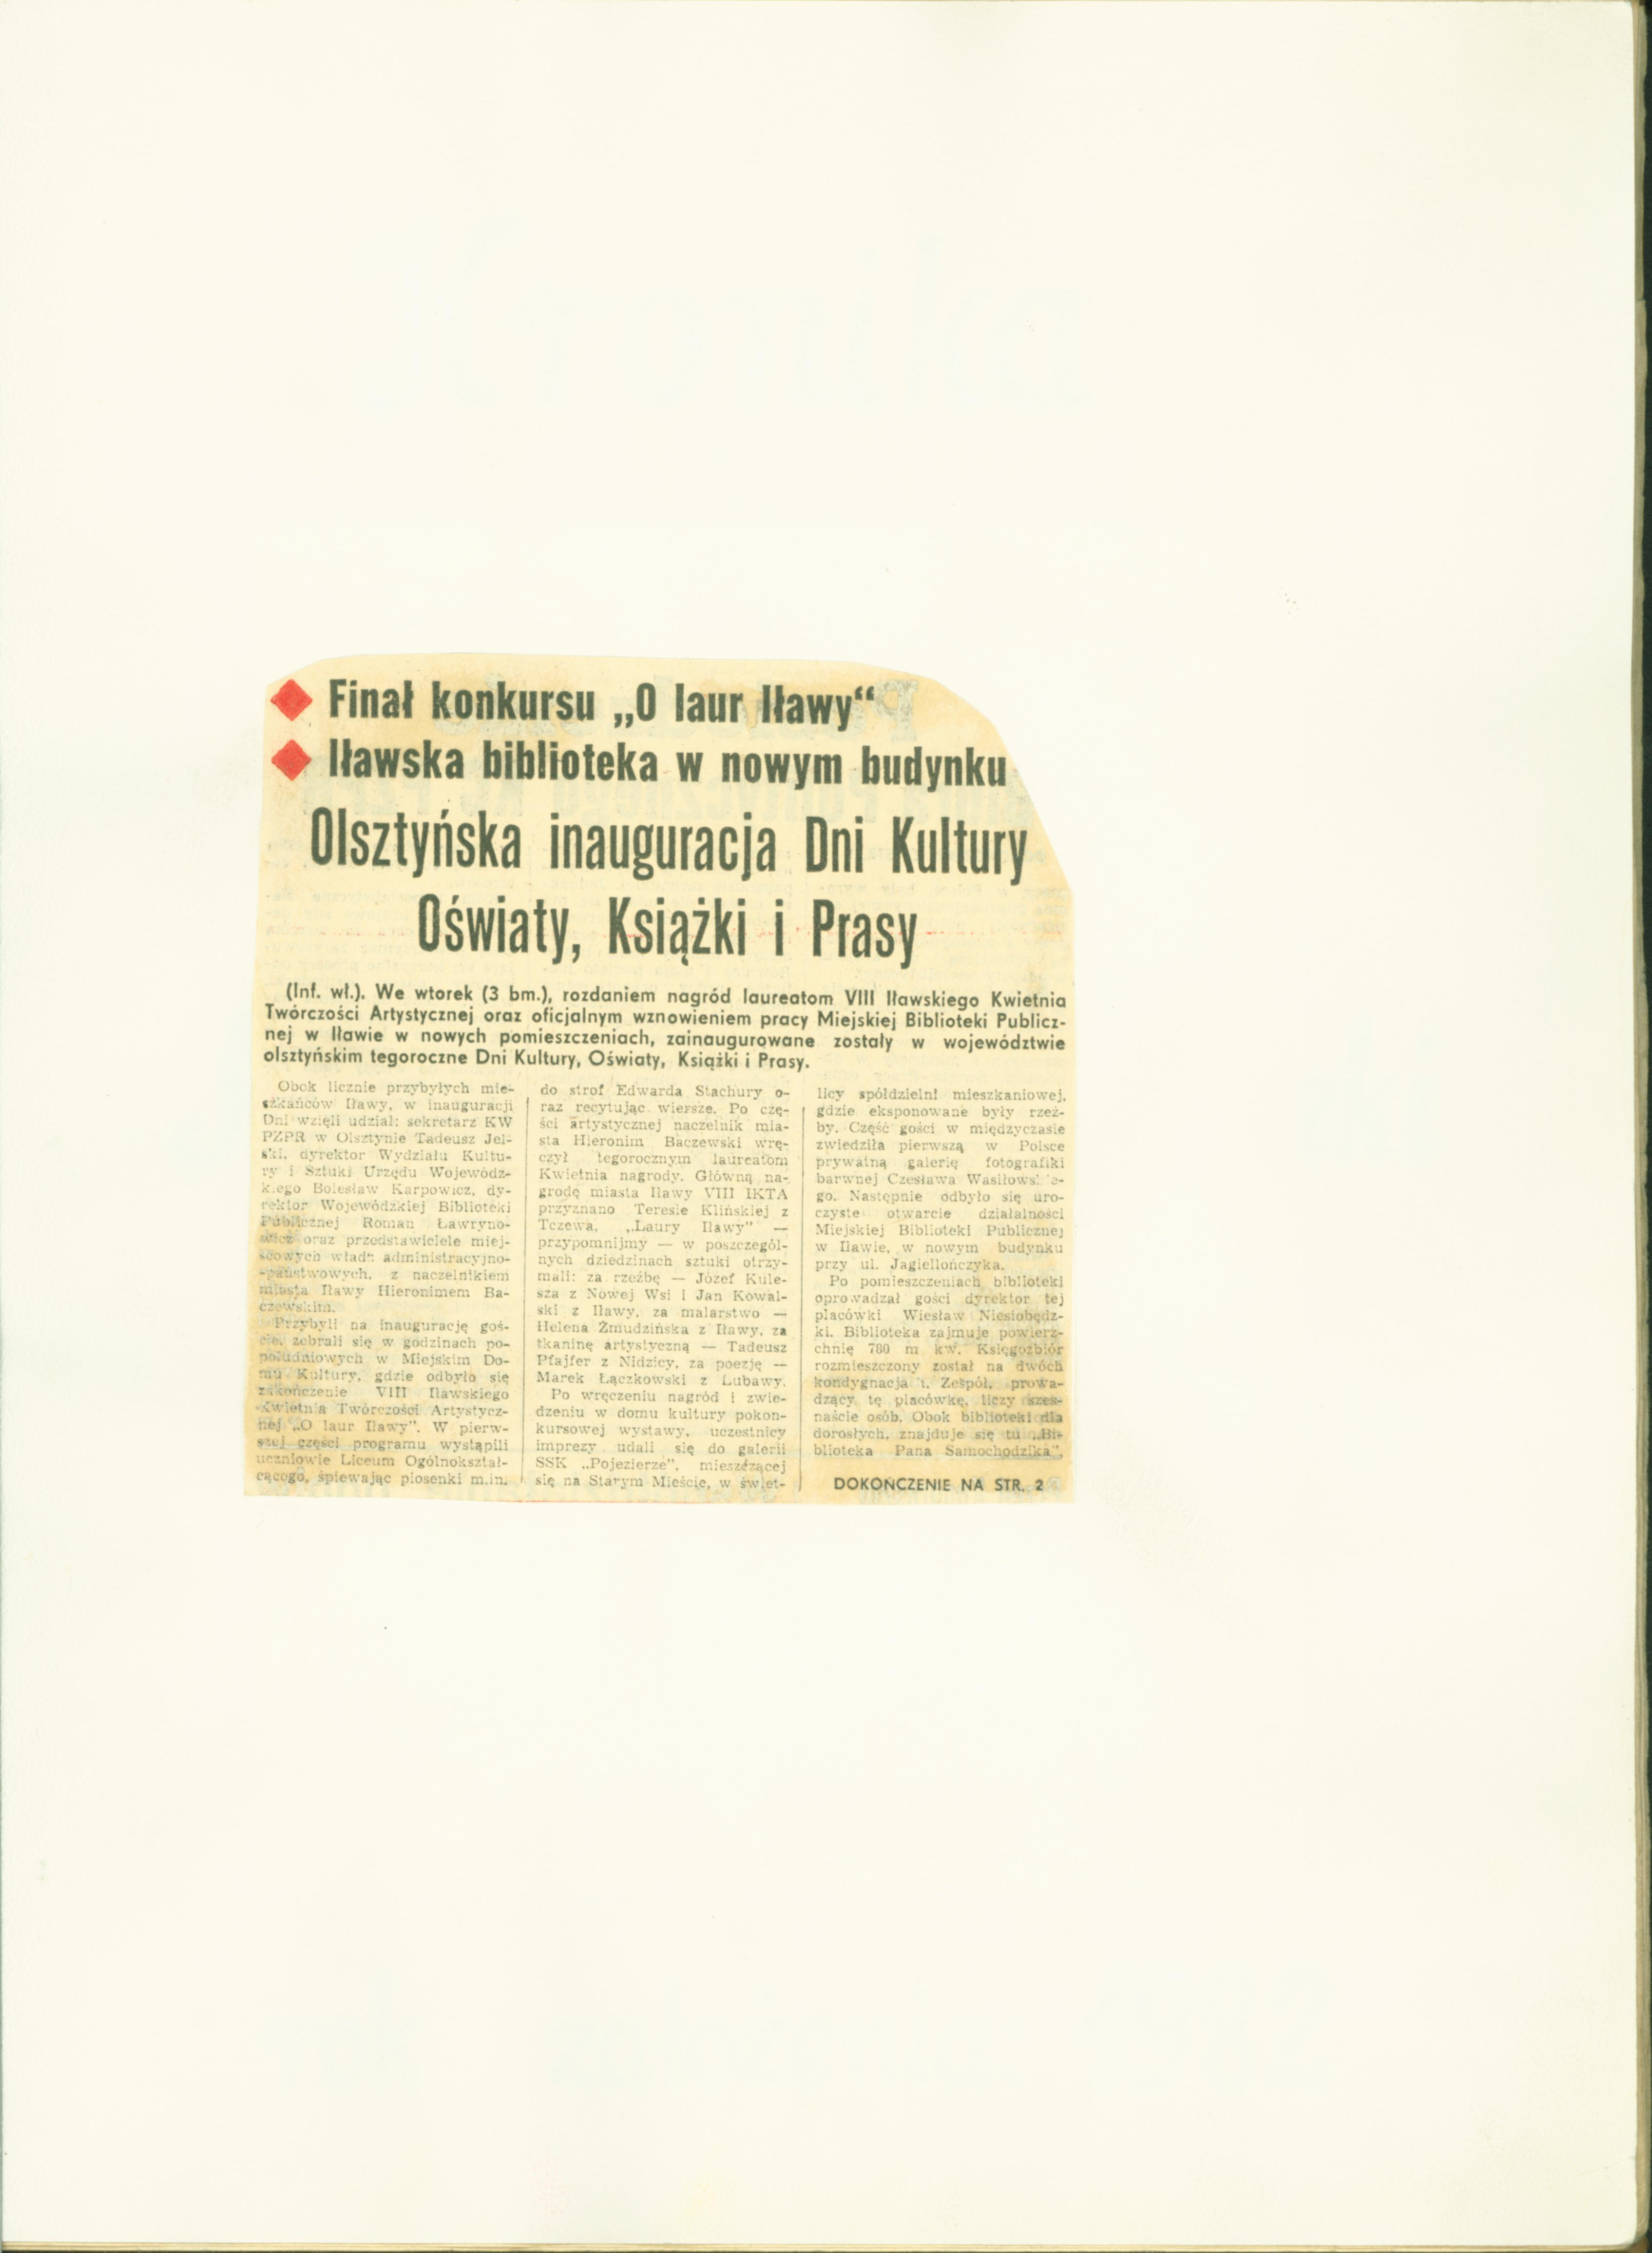 Finał konkursu „O laur Iławy“
Iławska biblioteka w nowym budynku
Olsztyńska inauguracja Dni Kultury
Oświaty, Książki i Prasy
(Inf. wł.). We wtorek (3 bm.), rozdaniem nagród laureatom VIII Iławskiego Kwietnia
Twórczości Artystycznej oraz oficjalnym wznowieniem pracy Miejskiej Biblioteki Publicz-
nej w Iławie w nowych pomieszczeniach, zainaugurowane zostały w województwie
olsztyńskim tegoroczne Dni Kultury, Oświaty, Książki i Prasy.
Obok licznie przybyłych mie-
szkańców Iławy, w inauguracji
Dni wzięli udział: sekretarz KW
PZPR w Olsztynie Tadeusz Jel-
ski, dyrektor Wydziału Kultu-
ry i Sztuki Urzędu Wojewódz-
kiego Bolesław Karpowicz, dy-
rektor Wojewódzkiej Biblioteki
Publicznej Roman Ławryno-
wicz oraz przedstawiciele miej-
scowych władz administracyjno-
-państwowych, z naczelnikiem
miasta Iławy Hieronimem Ba-
czewskim.
Przybyli na inaugurację goś-
cie, zebrali się w godzinach po-
południowych w Miejskim Do-
mu Kultury, gdzie odbyło się
zakończenie VIII Iławskiego
Kwietnia Twórczości Artystycz-
nej „O laur Iławy”. W pierw-
szej części programu wystąpili
uczniowie Liceum Ogólnokształ-
cącego, śpiewając piosenki m.in.
do strof Edwarda Stachury o-
raz recytując wiersze. Po czę-
ści artystycznej naczelnik mia-
sta Hieronim Baczewski wrę-
czył tegorocznym laureatom
Kwietnia nagrody. Główną na-
grodę miasta Iławy VIII IKTA
przyznano Teresie Klińskiej z
Tczewa. „Laury Iławy” —
przypomnijmy — w poszczegól-
nych dziedzinach sztuki otrzy-
mali: za rzeźbę — Józef Kule-
sza z Nowej Wsi i Jan Kowal-
ski z Iławy, za malarstwo —
Helena Żmudzińska z Iławy, za
tkaninę artystyczną — Tadeusz
Pfajfer z Nidzicy, za poezję —
Marek Łączkowski z Lubawy.
Po wręczeniu nagród i zwie-
dzeniu w domu kultury pokon-
kursowej wystawy, uczestnicy
imprezy udali się do galerii
SSK „Pojezierze”, mieszczącej
się na Starym Mieście, w świet-
licy spółdzielni mieszkaniowej,
gdzie eksponowane były rzeź-
by. Część gości w międzyczasie
zwiedziła pierwszą w Polsce
prywatną galerię fotografiki
barwnej Czesława Wasiłowskie-
go. Następnie odbyło się uro-
czyste otwarcie działalności
Miejskiej Biblioteki Publicznej
w Iławie, w nowym budynku
przy ul. Jagiellończyka.
Po pomieszczeniach biblioteki
oprowadzał gości dyrektor tej
placówki Wiesław Niesiobędz-
ki. Biblioteka zajmuje powierz-
chnię 780 m kw. Księgozbiór
rozmieszczony został na dwóch
kondygnacjach. Zespół, prowa-
dzący tę placówkę, liczy szes-
naście osób. Obok biblioteki dla
dorosłych, znajduje się tu „Bi-
blioteka Pana Samochodzika”,
DOKOŃCZENIE NA STR. 2